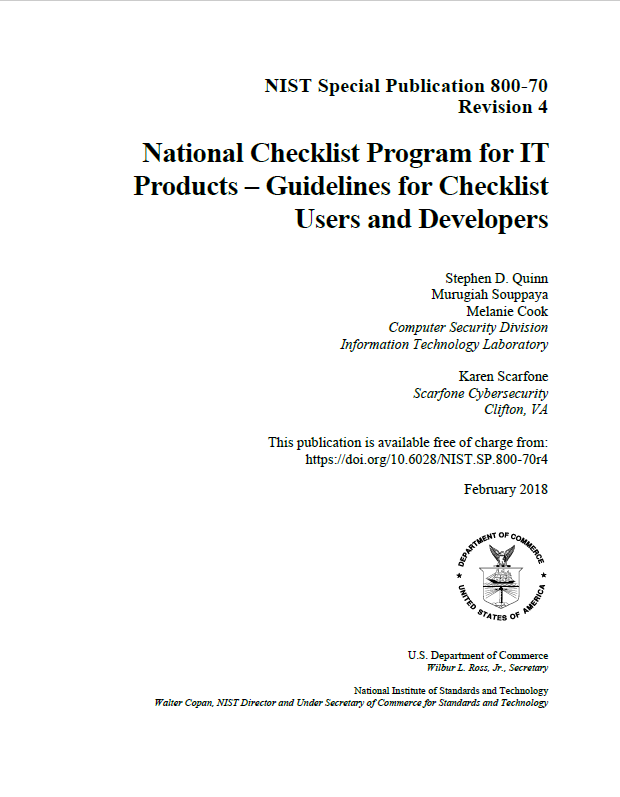 NIST Special Publication 800-70
Revision 4
National Checklist Program for IT
Products – Guidelines for Checklist
Users and Developers
Stephen D. Quinn
Murugiah Souppaya
Melanie Cook
Computer Security Division
Information Technology Laboratory
Karen Scarfone
Scarfone Cybersecurity
Clifton, VA
This publication is available free of charge from:
https://doi.org/10.6028/NIST.SP.800-70r4
February 2018
DEPARTMENT OF COMMERCE
UNITED STATES OF AMERICA
U.S. Department of Commerce
Wilbur L. Ross, Jr., Secretary
National Institute of Standards and Technology
Walter Copan, NIST Director and Under Secretary of Commerce for Standards and Technology